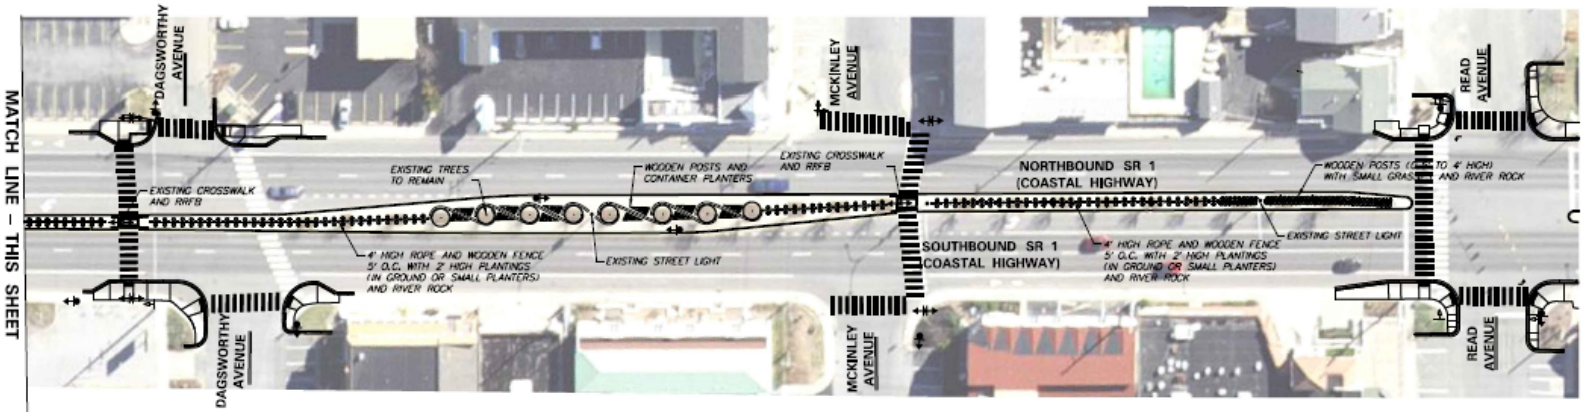 MATCH LINE – THIS SHEET
DAGSWORTHY
AVENUE
EXISTING CROSSWALK
AND RRFB
EXISTING TREES
TO REMAIN
WOODEN POSTS AND
CONTAINER PLANTERS
EXISTING CROSSWALK
AND RRFB
MCKINLEY
AVENUE
NORTHBOUND SR 1
(COASTAL HIGHWAY)
WOODEN POSTS TO 4' HIGH)
WITH SMALL AND RIVER ROCK
READ
AVENUE
4' HIGH ROPE AND WOODEN FENCE
5' O.C. WITH 2' HIGH PLANTINGS
(IN GROUND OR SMALL PLANTERS)
AND RIVER ROCK
EXISTING STREET LIGHT
SOUTHBOUND SR 1
(COASTAL HIGHWAY)
4' HIGH ROPE AND WOODEN FENCE
5' O.C. WITH 2' HIGH PLANTINGS
(IN GROUND OR SMALL PLANTERS)
AND RIVER ROCK
EXISTING STREET LIGHT
DAGSWORTHY
AVENUE
MCKINLEY
AVENUE
READ
AVENUE